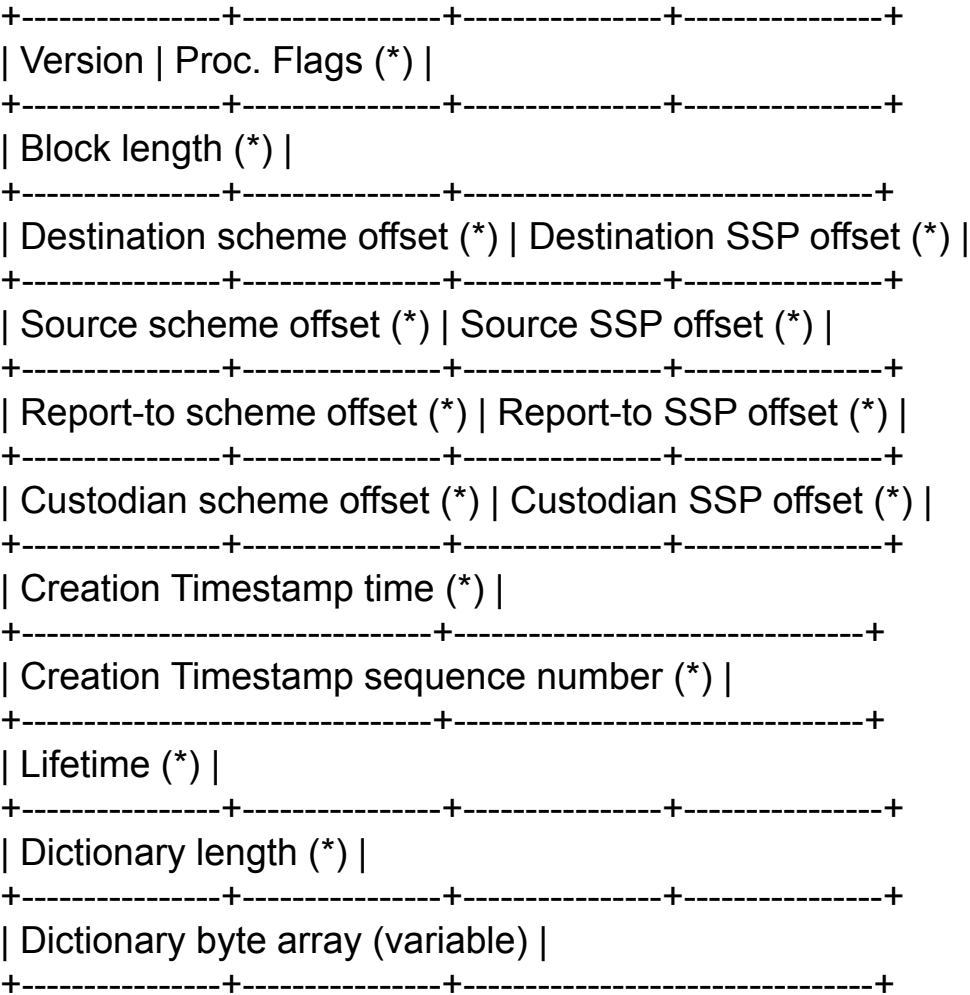 +----------------+----------------+----------------+----------------+
| Version | Proc. Flags (*) |
+----------------+----------------+----------------+----------------+
| Block length (*) |
+----------------+----------------+---------------------------------+
| Destination scheme offset (*) | Destination SSP offset (*) |
+----------------+----------------+----------------+----------------+
| Source scheme offset (*) | Source SSP offset (*) |
+----------------+----------------+----------------+----------------+
| Report-to scheme offset (*) | Report-to SSP offset (*) |
+----------------+----------------+----------------+----------------+
| Custodian scheme offset (*) | Custodian SSP offset (*) |
+----------------+----------------+----------------+----------------+
| Creation Timestamp time (*) |
+---------------------------------+---------------------------------+
| Creation Timestamp sequence number (*) |
+---------------------------------+---------------------------------+
| Lifetime (*) |
+----------------+----------------+----------------+----------------+
| Dictionary length (*) |
+----------------+----------------+----------------+----------------+
| Dictionary byte array (variable) |
+----------------+----------------+---------------------------------+